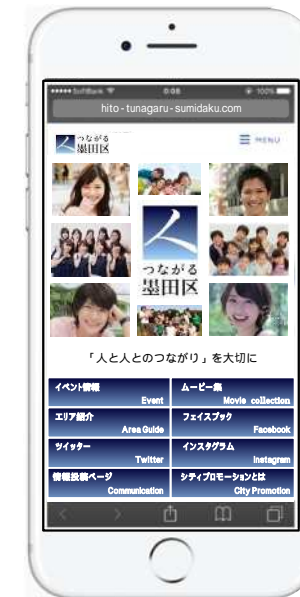 SoftBank 0:08 100%
hito-tunagaru-sumidaku.com
つながる
墨田区
MENU
人
つながる
墨田区
「人と人とのつながり」を大切に
イベント情報
Event
ムービー集
Movie collection
エリア紹介
Area Guide
フェイスブック
Facebook
ツイッター
Twitter
インスタグラム
Instagram
情報投稿ページ
Communication
シティプロモーションとは
City Promotion